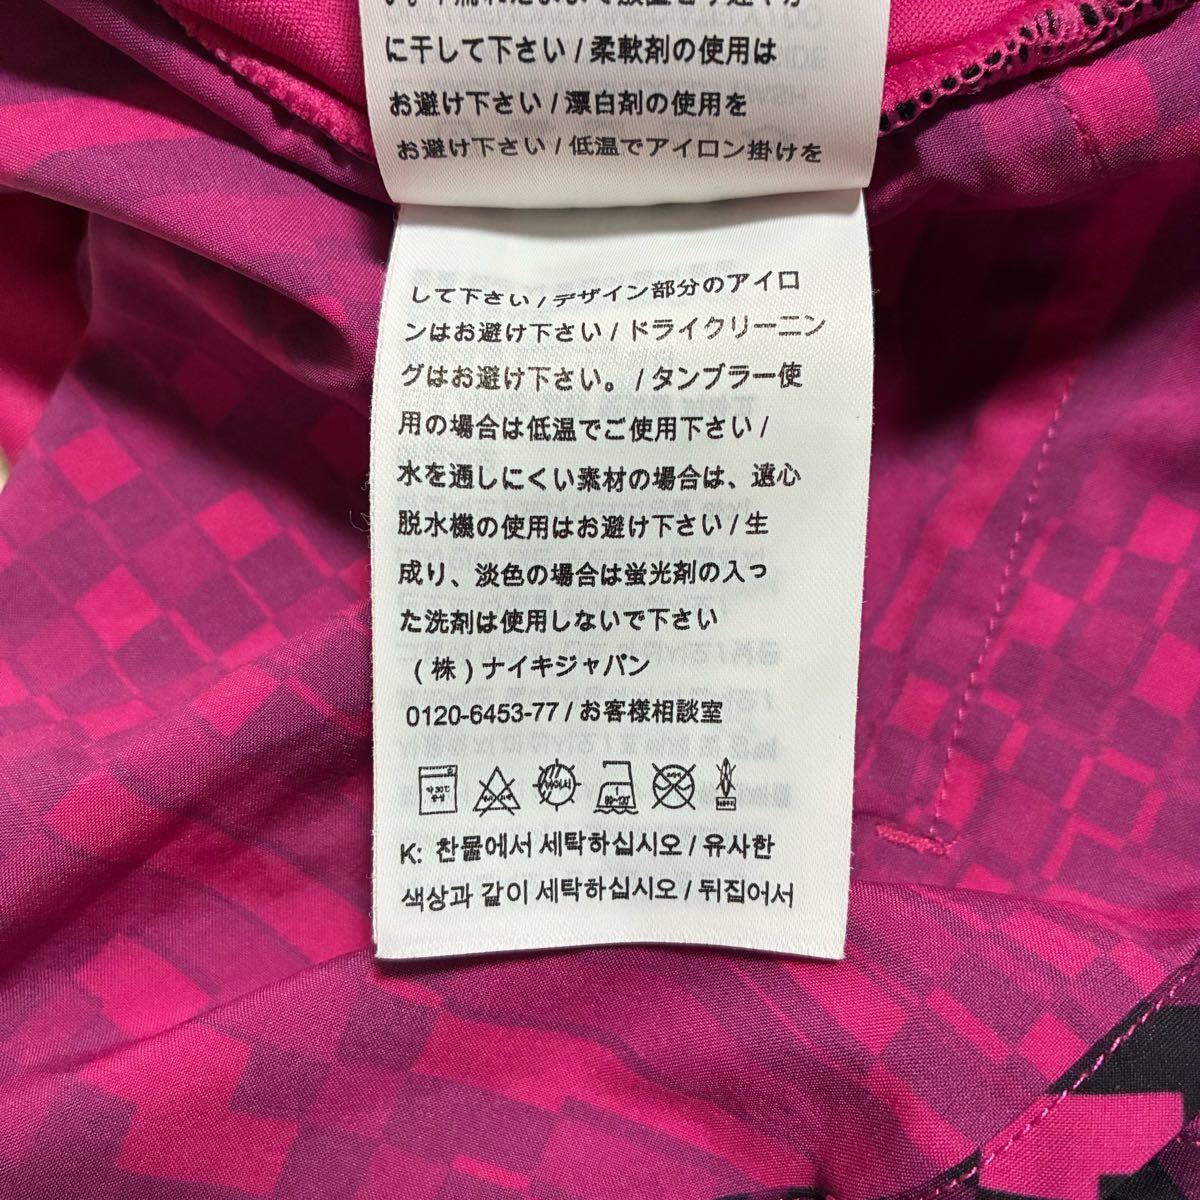 に干して下さい / 柔軟剤の使用は
お避け下さい / 漂白剤の使用を
お避け下さい / 低温でアイロン掛けを
して下さい / デザイン部分のアイロ
ンはお避け下さい / ドライクリーニン
グはお避け下さい。 / タンブラー使
用の場合は低温でご使用下さい /
水を通しにくい素材の場合は、遠心
脱水機の使用はお避け下さい / 生
成り、淡色の場合は蛍光剤の入っ
た洗剤は使用しないで下さい
(株)ナイキジャパン
0120-6453-77 / お客様相談室
약 30℃
중성
K: 찬물에서 세탁하십시오 / 유사한
색상과 같이 세탁하십시오 / 뒤집어서